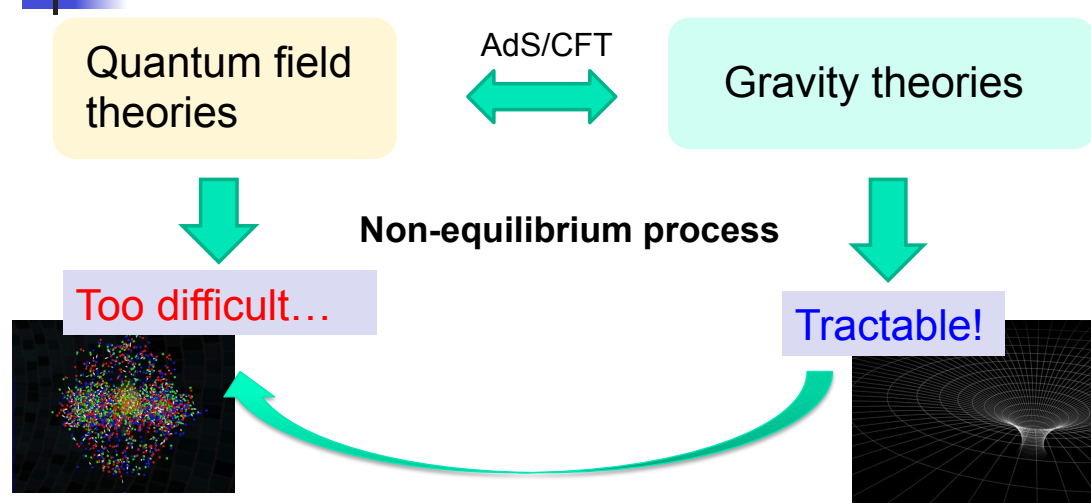 Quantum field
theories
AdS/CFT
Gravity theories
Non-equilibrium process
Too difficult…
Tractable!